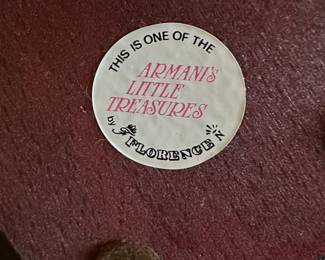 THIS IS ONE OF THE
ARMANI'S
LITTLE
TREASURES
by
FLORENCE